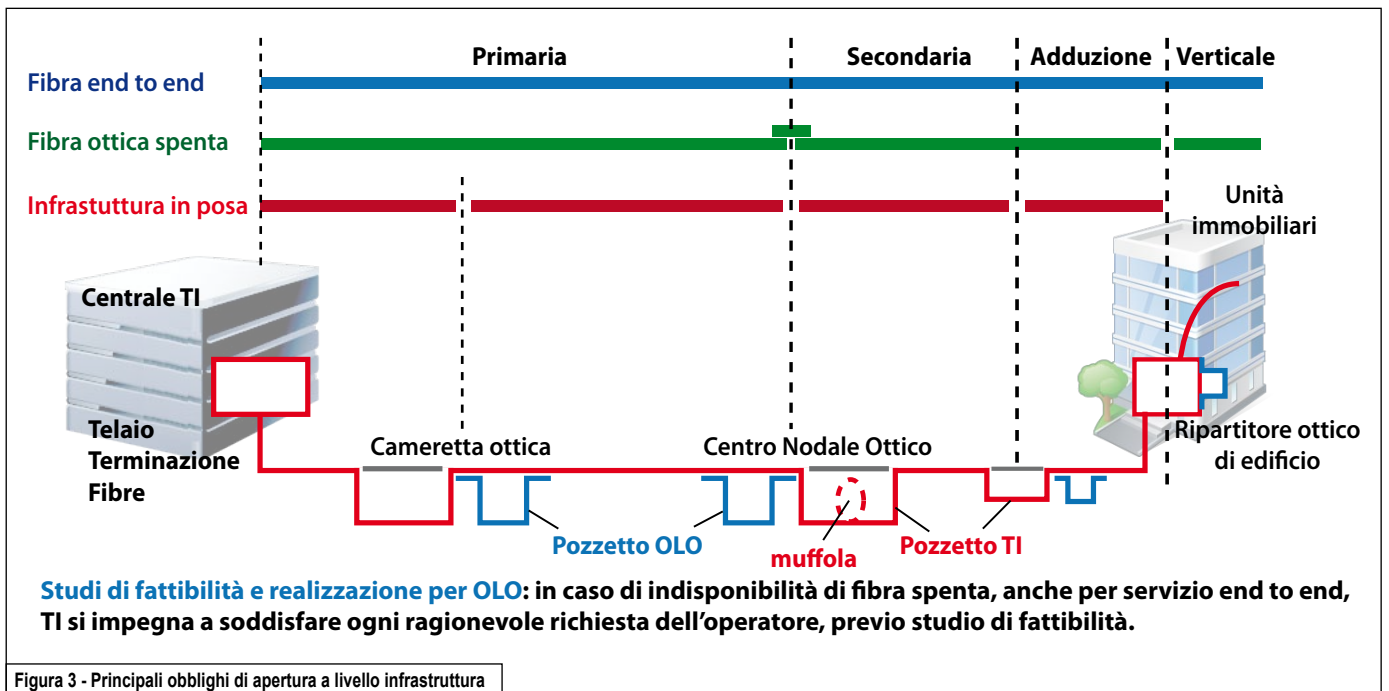 Primaria
Secondaria
Adduzione
Verticale
Fibra end to end
Fibra ottica spenta
Infrastuttura in posa
Unità
immobiliari
Centrale TI
Telaio
Terminazione
Fibre
Cameretta ottica
Centro Nodale Ottico
Ripartitore ottico
di edificio
Pozzetto OLO
muffola
Pozzetto TI
Studi di fattibilità e realizzazione per OLO: in caso di indisponibilità di fibra spenta, anche per servizio end to end,
TI si impegna a soddisfare ogni ragionevole richiesta dell’operatore, previo studio di fattibilità.
Figura 3 - Principali obblighi di apertura a livello infrastruttura